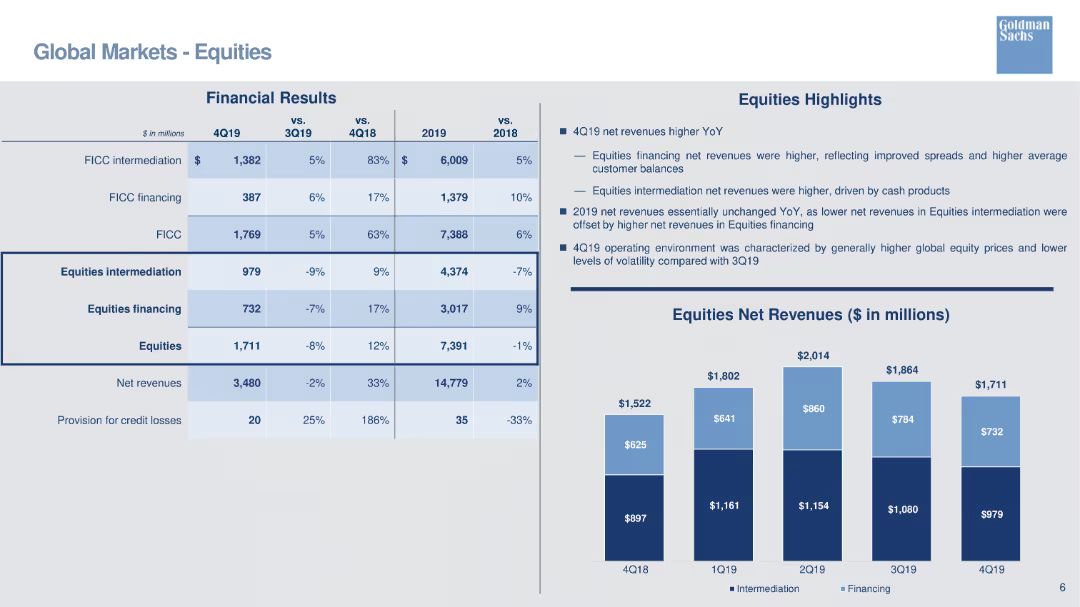 Global Markets - Equities
Goldman
Sachs
Financial Results
$ in millions 4Q19 vs. 3Q19 vs. 4Q18 2019 vs. 2018
FICC intermediation $ 1,382 5% 83% $ 6,009 5%
FICC financing 387 6% 17% 1,379 10%
FICC 1,769 5% 63% 7,388 6%
Equities intermediation 979 -9% 9% 4,374 -7%
Equities financing 732 -7% 17% 3,017 9%
Equities 1,711 -8% 12% 7,391 -1%
Net revenues 3,480 -2% 33% 14,779 2%
Provision for credit losses 20 25% 186% 35 -33%
Equities Highlights
■ 4Q19 net revenues higher YoY
— Equities financing net revenues were higher, reflecting improved spreads and higher average
customer balances
— Equities intermediation net revenues were higher, driven by cash products
■ 2019 net revenues essentially unchanged YoY, as lower net revenues in Equities intermediation were
offset by higher net revenues in Equities financing
■ 4Q19 operating environment was characterized by generally higher global equity prices and lower
levels of volatility compared with 3Q19
Equities Net Revenues ($ in millions)
$1,522 $1,802 $2,014 $1,864 $1,711
$625 $641 $860 $784 $732
$897 $1,161 $1,154 $1,080 $979
4Q18 1Q19 2Q19 3Q19 4Q19
■ Intermediation ■ Financing
6